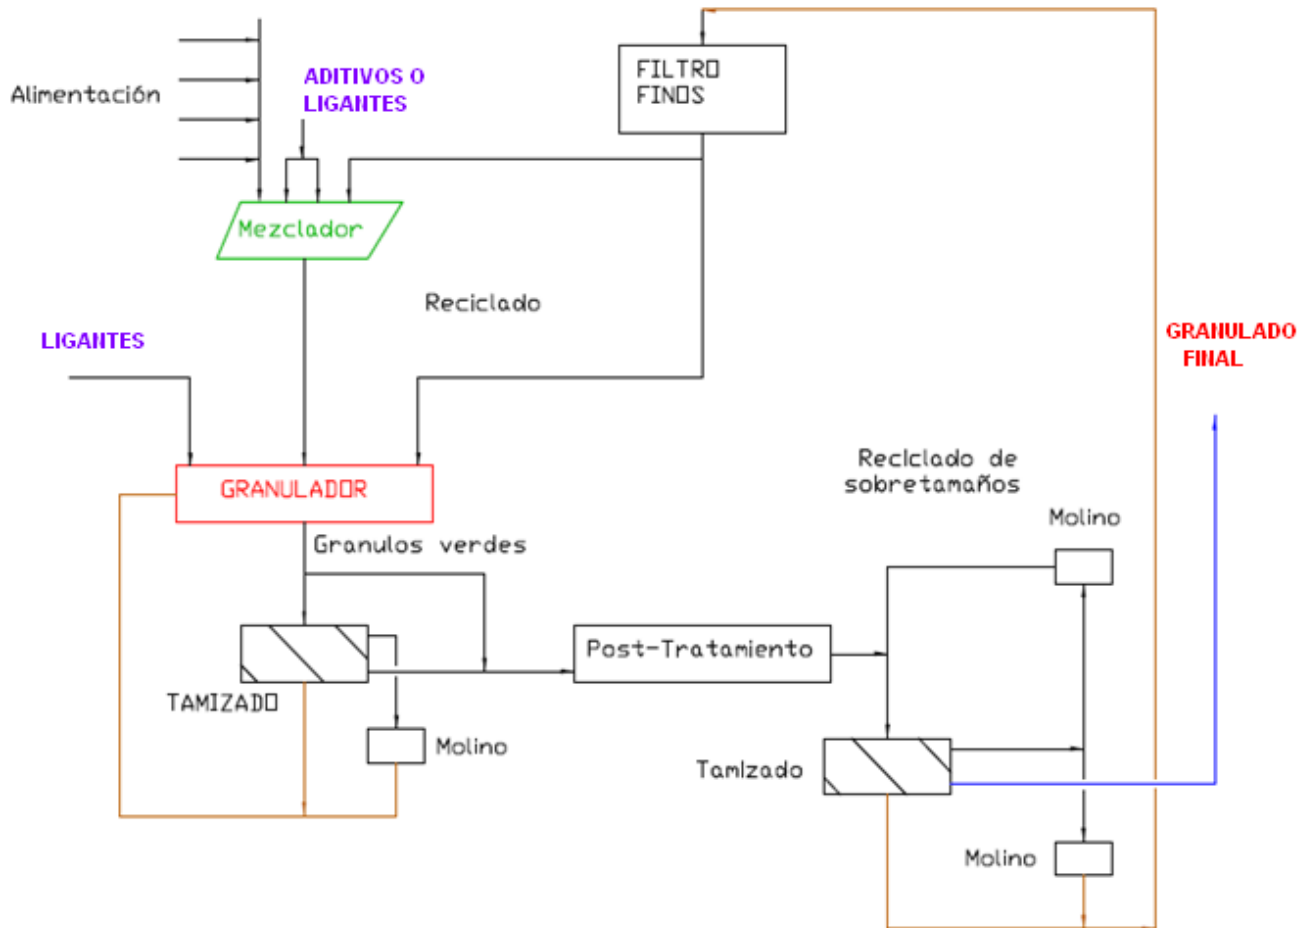 FILTRO
FINOS
ADITIVOS O
LIGANTES
Alimentación
Mezclador
Reciclado
LIGANTES
GRANULADO
FINAL
Reciclado de
sobretamaños
GRANULADOR
Molino
Granulos verdes
Post-Tratamiento
TAMIZADO
Molino
Tamizado
Molino